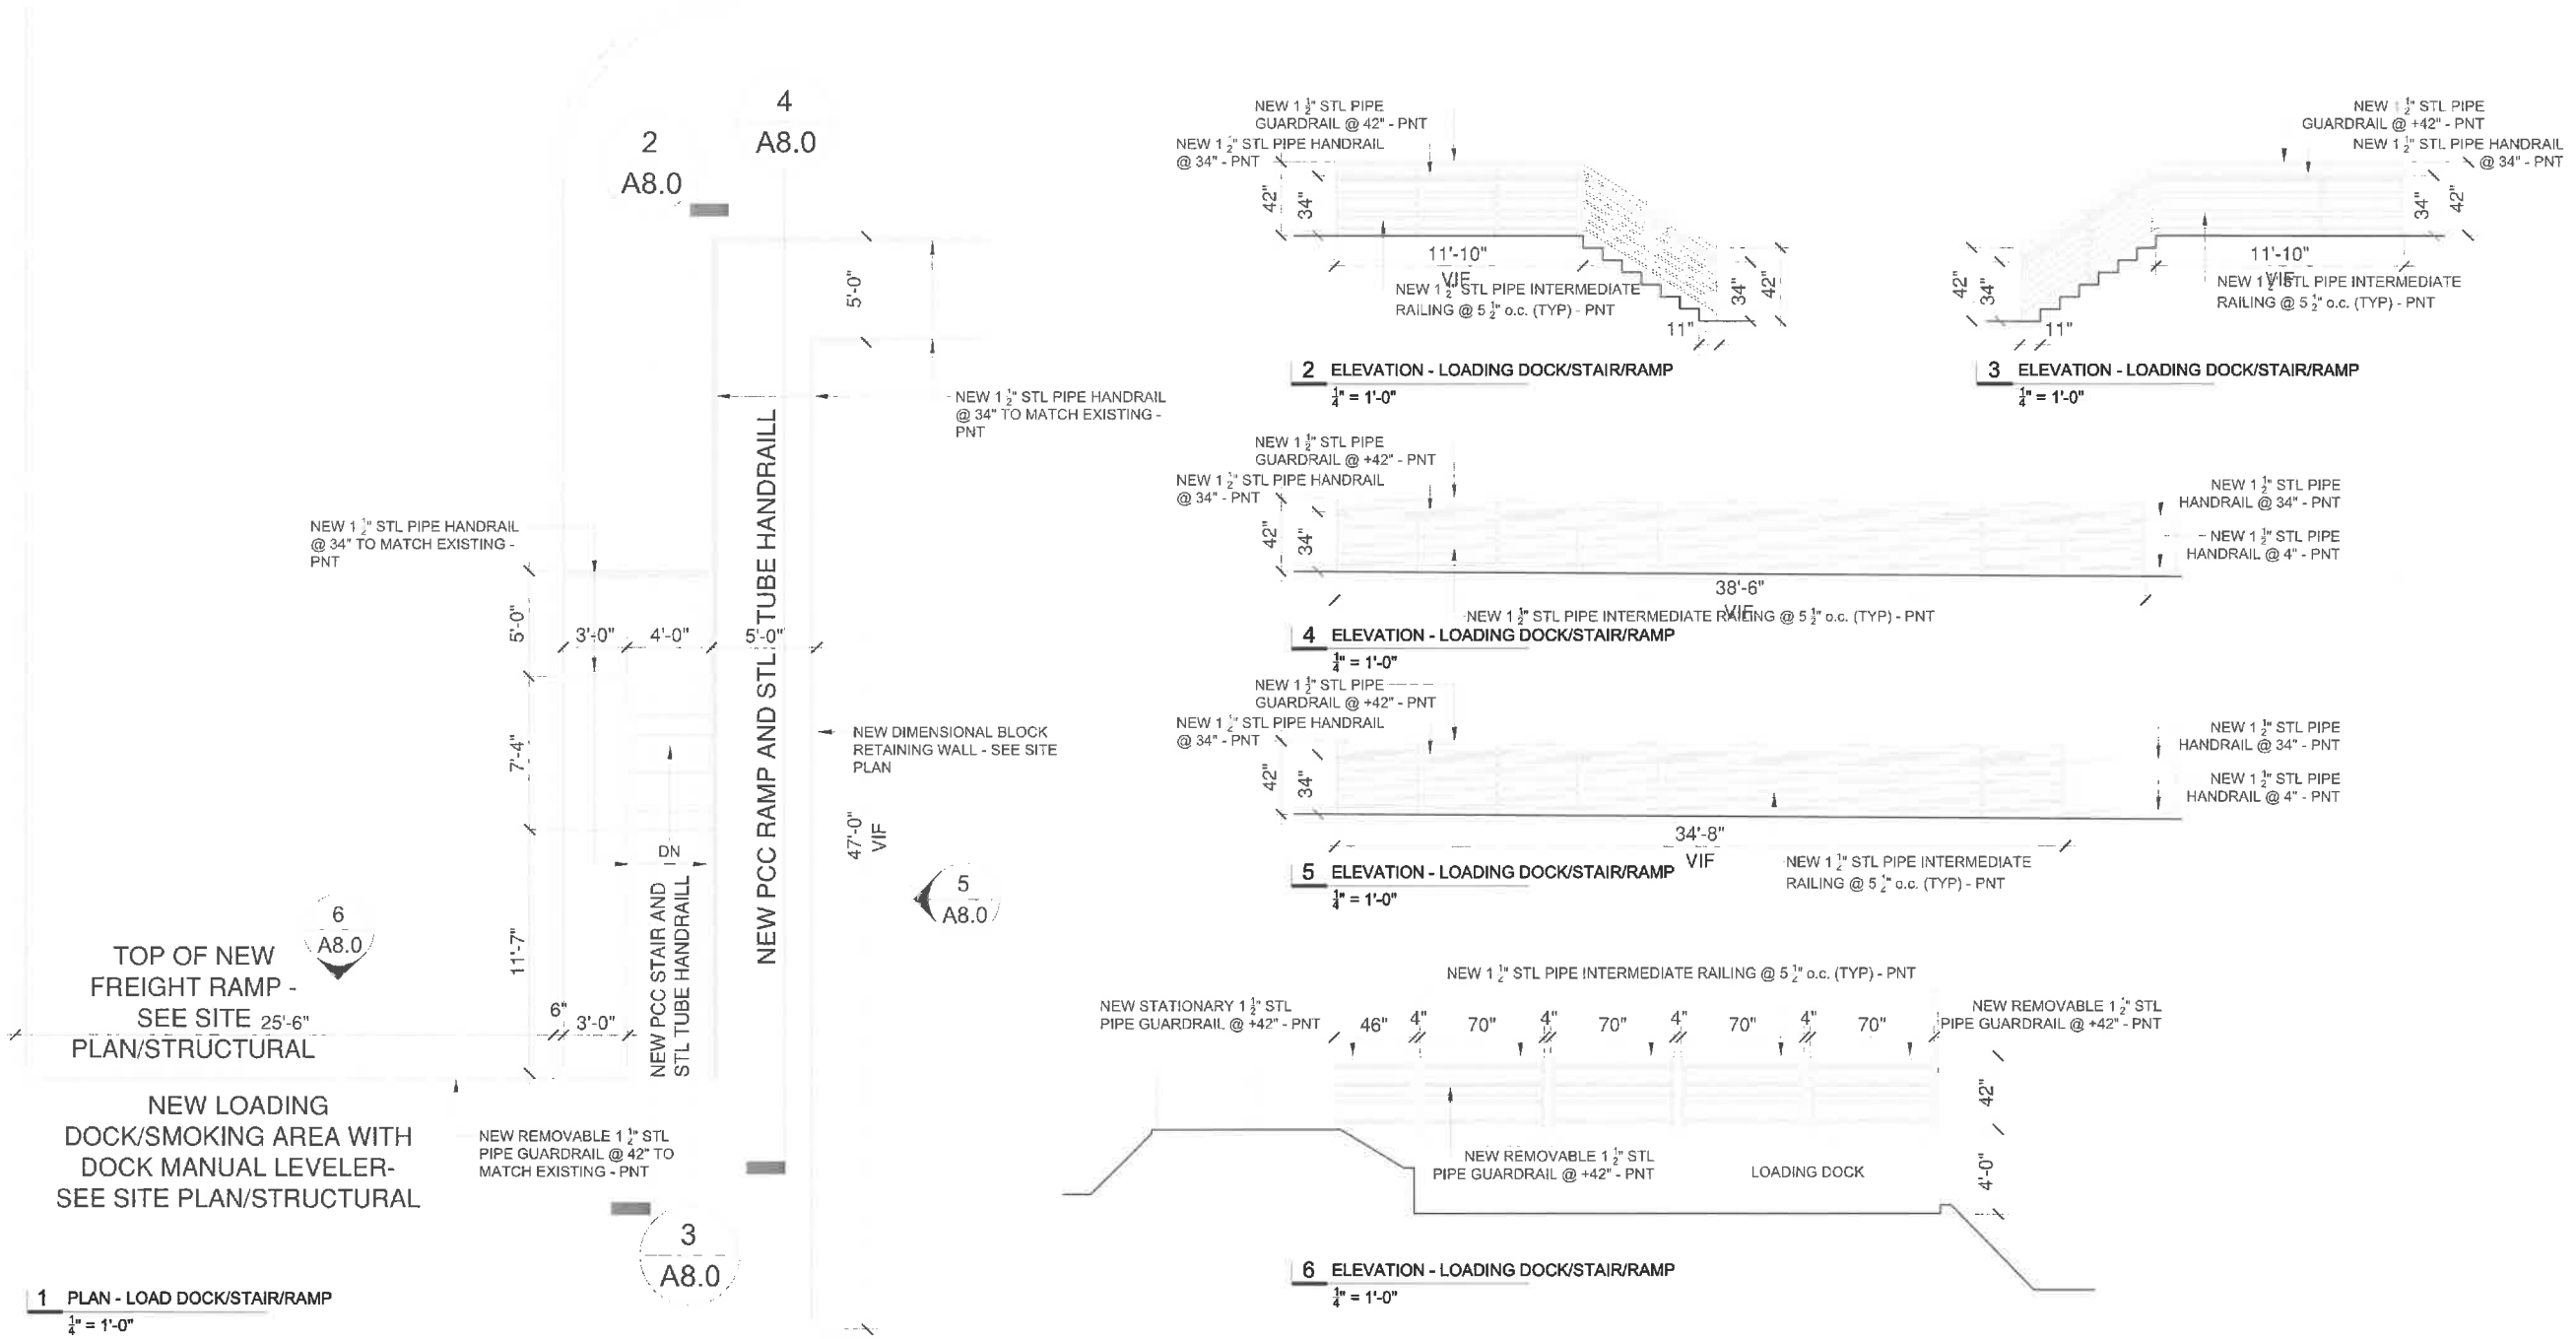 2
A8.0
4
A8.0
5'-0"
NEW 1 1/2" STL PIPE HANDRAIL
@ 34" TO MATCH EXISTING -
PNT
NEW 1 1/2" STL PIPE HANDRAIL
@ 34" TO MATCH EXISTING -
PNT
NEW PCC RAMP AND STL TUBE HANDRAILL
5'-0"
3'-0"
4'-0"
5'-0"
7'-4"
NEW DIMENSIONAL BLOCK
RETAINING WALL - SEE SITE
PLAN
47'-0"
VIF
DN
5
A8.0
NEW PCC STAIR AND
STL TUBE HANDRAILL
6
A8.0
11'-7"
TOP OF NEW
FREIGHT RAMP -
SEE SITE
PLAN/STRUCTURAL
25'-6"
6"
3'-0"
NEW LOADING
DOCK/SMOKING AREA WITH
DOCK MANUAL LEVELER-
SEE SITE PLAN/STRUCTURAL
NEW REMOVABLE 1 1/2" STL
PIPE GUARDRAIL @ 42" TO
MATCH EXISTING - PNT
3
A8.0
1 PLAN - LOAD DOCK/STAIR/RAMP
1/4" = 1'-0"
NEW 1 1/2" STL PIPE
GUARDRAIL @ 42" - PNT
NEW 1 1/2" STL PIPE HANDRAIL
@ 34" - PNT
42"
34"
11'-10"
VIF
NEW 1 1/2" STL PIPE INTERMEDIATE
RAILING @ 5 1/2" o.c. (TYP) - PNT
34"
42"
11"
2 ELEVATION - LOADING DOCK/STAIR/RAMP
1/4" = 1'-0"
NEW 1 1/2" STL PIPE
GUARDRAIL @ +42" - PNT
NEW 1 1/2" STL PIPE HANDRAIL
@ 34" - PNT
34"
42"
42"
34"
11'-10"
VIF
NEW 1 1/2" STL PIPE INTERMEDIATE
RAILING @ 5 1/2" o.c. (TYP) - PNT
11"
3 ELEVATION - LOADING DOCK/STAIR/RAMP
1/4" = 1'-0"
NEW 1 1/2" STL PIPE
GUARDRAIL @ +42" - PNT
NEW 1 1/2" STL PIPE HANDRAIL
@ 34" - PNT
42"
34"
NEW 1 1/2" STL PIPE
HANDRAIL @ 34" - PNT
NEW 1 1/2" STL PIPE
HANDRAIL @ 4" - PNT
38'-6"
VIF
NEW 1 1/2" STL PIPE INTERMEDIATE RAILING @ 5 1/2" o.c. (TYP) - PNT
4 ELEVATION - LOADING DOCK/STAIR/RAMP
1/4" = 1'-0"
NEW 1 1/2" STL PIPE
GUARDRAIL @ +42" - PNT
NEW 1 1/2" STL PIPE HANDRAIL
@ 34" - PNT
42"
34"
NEW 1 1/2" STL PIPE
HANDRAIL @ 34" - PNT
NEW 1 1/2" STL PIPE
HANDRAIL @ 4" - PNT
34'-8"
VIF
NEW 1 1/2" STL PIPE INTERMEDIATE
RAILING @ 5 1/2" o.c. (TYP) - PNT
5 ELEVATION - LOADING DOCK/STAIR/RAMP
1/4" = 1'-0"
NEW 1 1/2" STL PIPE INTERMEDIATE RAILING @ 5 1/2" o.c. (TYP) - PNT
NEW STATIONARY 1 1/2" STL
PIPE GUARDRAIL @ +42" - PNT
46"
4"
70"
4"
70"
4"
70"
4"
70"
NEW REMOVABLE 1 1/2" STL
PIPE GUARDRAIL @ +42" - PNT
42"
4'-0"
NEW REMOVABLE 1 1/2" STL
PIPE GUARDRAIL @ +42" - PNT
LOADING DOCK
6 ELEVATION - LOADING DOCK/STAIR/RAMP
1/4" = 1'-0"